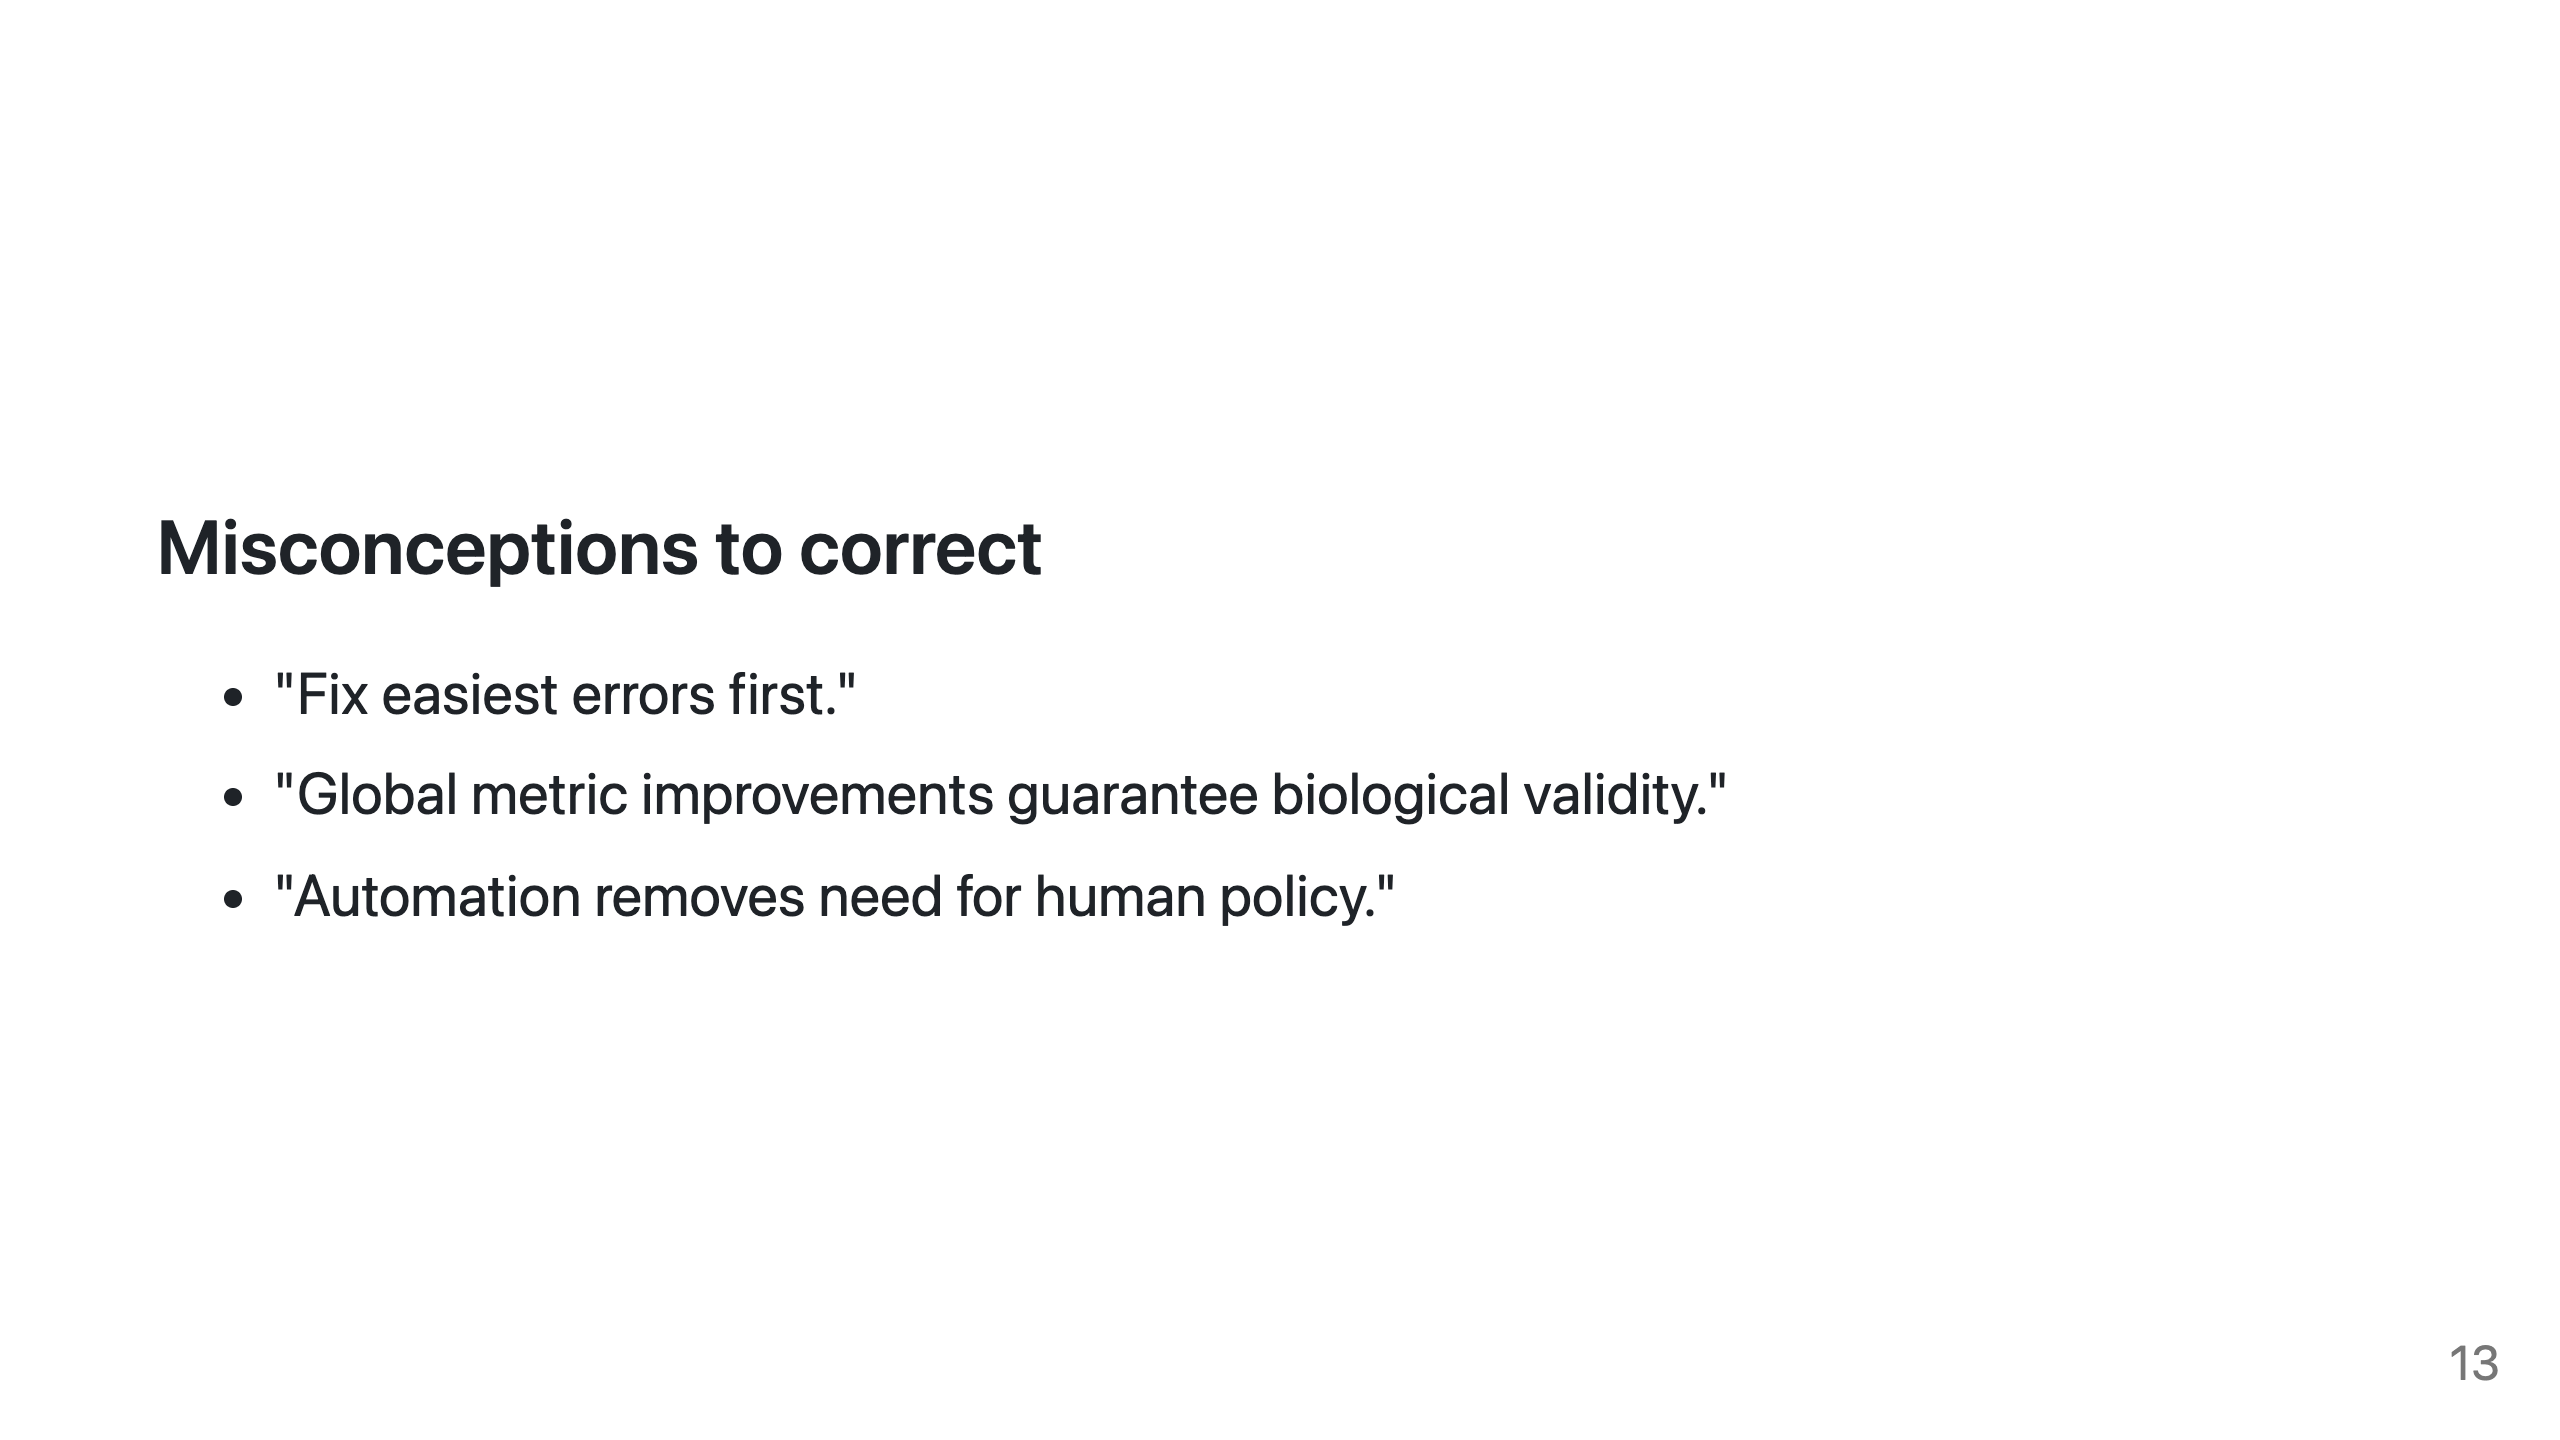 Misconceptions to correct
• "Fix easiest errors first."
• "Global metric improvements guarantee biological validity."
• "Automation removes need for human policy."
13